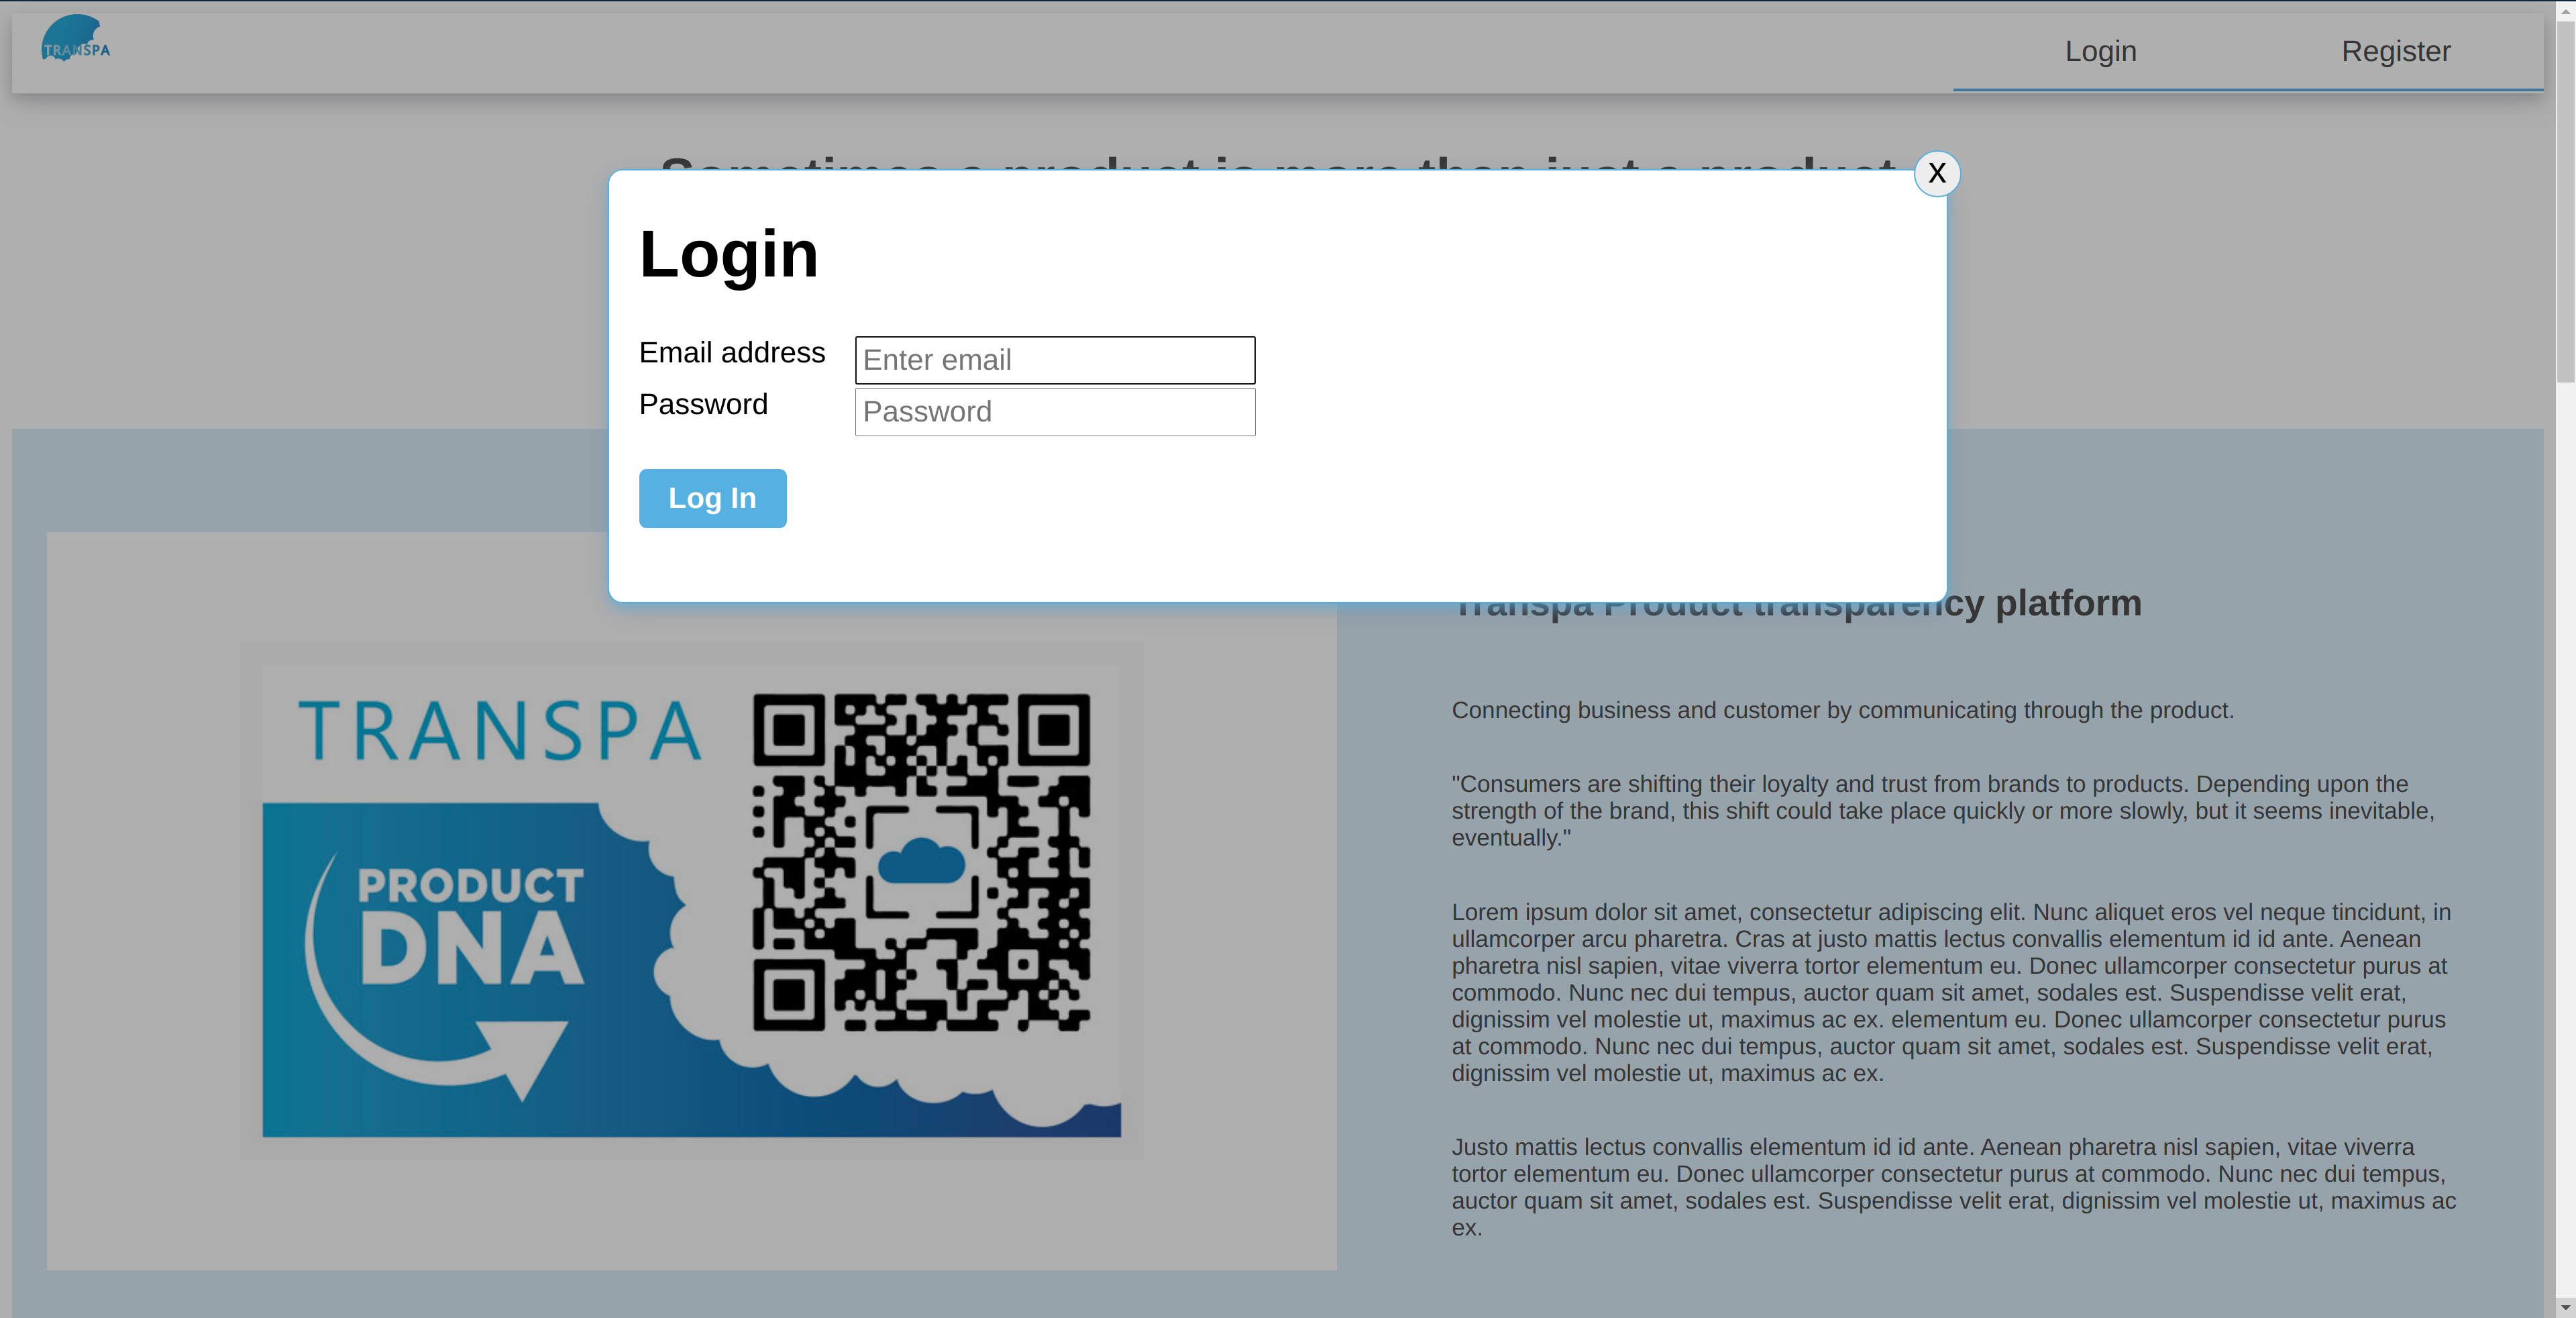 TRANSPA
Login
Register
Sometimes a product is more than just a product
X
Login
Email address
Enter email
Password
Password
Log In
Transpa Product transparency platform
TRANSPA
PRODUCT
DNA
Connecting business and customer by communicating through the product.
"Consumers are shifting their loyalty and trust from brands to products. Depending upon the
strength of the brand, this shift could take place quickly or more slowly, but it seems inevitable,
eventually."
Lorem ipsum dolor sit amet, consectetur adipiscing elit. Nunc aliquet eros vel neque tincidunt, in
ullamcorper arcu pharetra. Cras at justo mattis lectus convallis elementum id id ante. Aenean
pharetra nisl sapien, vitae viverra tortor elementum eu. Donec ullamcorper consectetur purus at
commodo. Nunc nec dui tempus, auctor quam sit amet, sodales est. Suspendisse velit erat,
dignissim vel molestie ut, maximus ac ex. elementum eu. Donec ullamcorper consectetur purus
at commodo. Nunc nec dui tempus, auctor quam sit amet, sodales est. Suspendisse velit erat,
dignissim vel molestie ut, maximus ac ex.
Justo mattis lectus convallis elementum id id ante. Aenean pharetra nisl sapien, vitae viverra
tortor elementum eu. Donec ullamcorper consectetur purus at commodo. Nunc nec dui tempus,
auctor quam sit amet, sodales est. Suspendisse velit erat, dignissim vel molestie ut, maximus ac
ex.